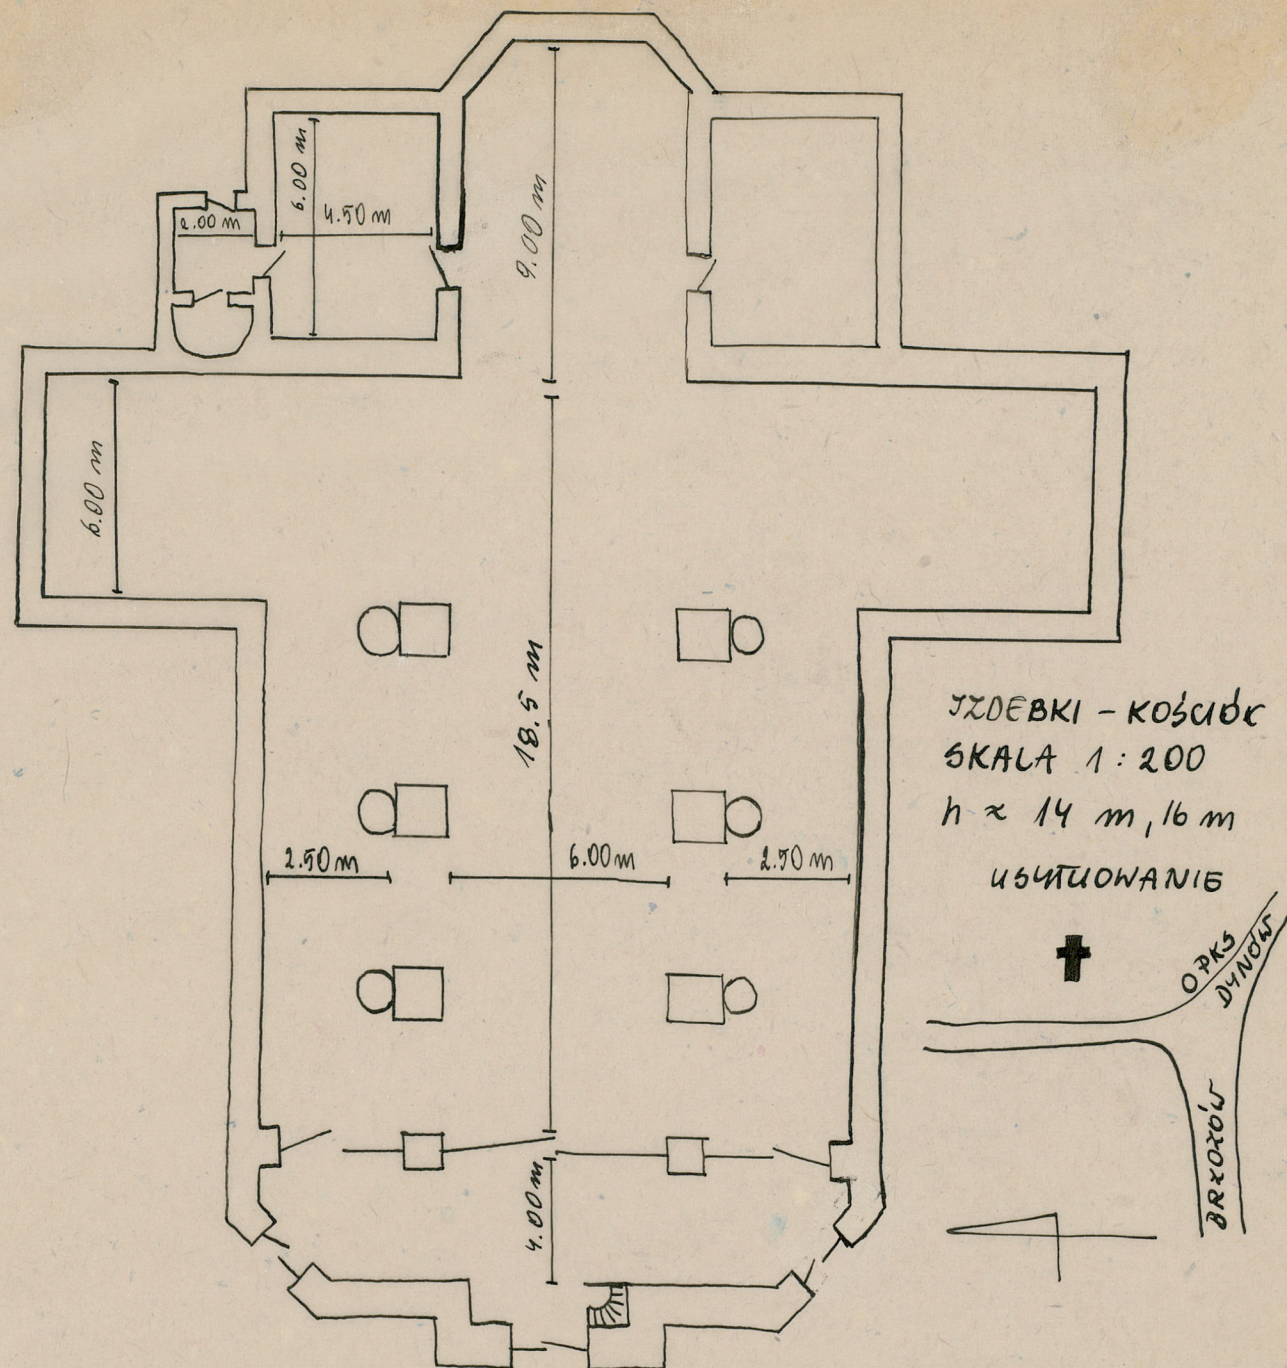 6.00 m
2.00 m
4.50 m
9.00 m
6.00 m
18.5 m
2.50 m
6.00 m
2.50 m
4.00 m
IZDEBKI - KOŚCIÓŁ
SKALA 1 : 200
h ≈ 14 m, 16 m
USYTUOWANIE
O PKS
DYNÓW
BRZOZÓW